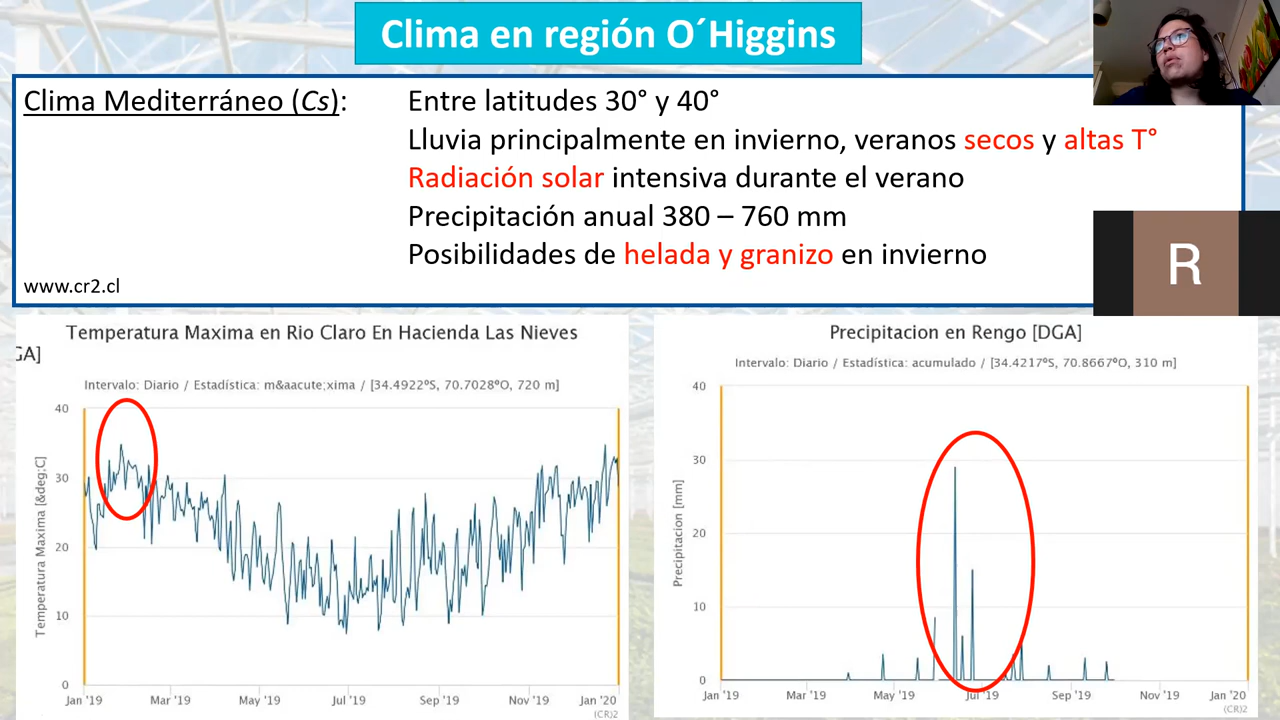 Clima en región O´Higgins
Clima Mediterráneo (Cs):
Entre latitudes 30° y 40°
Lluvia principalmente en invierno, veranos secos y altas T°
Radiación solar intensiva durante el verano
Precipitación anual 380 – 760 mm
Posibilidades de helada y granizo en invierno
www.cr2.cl
R
Temperatura Maxima en Rio Claro En Hacienda Las Nieves
GA]
Intervalo: Diario / Estadística: m&aacute;xima / [34.4922ºS, 70.7028ºO, 720 m]
Temperatura Maxima [&deg;C]
40
30
20
10
0
Jan '19 Mar '19 May '19 Jul '19 Sep '19 Nov '19 Jan '20
(CR)2
Precipitacion en Rengo [DGA]
Intervalo: Diario / Estadística: acumulado / [34.4217ºS, 70.8667ºO, 310 m]
Precipitacion [mm]
40
30
20
10
0
Jan '19 Mar '19 May '19 Jul '19 Sep '19 Nov '19 Jan '20
(CR)2